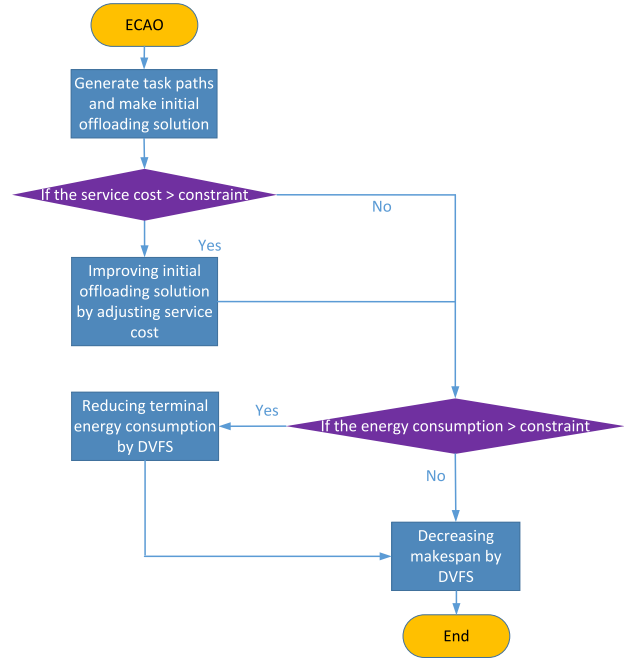 ECAO
Generate task paths
and make initial
offloading solution
If the service cost > constraint
No
Yes
Improving initial
offloading solution
by adjusting service
cost
Reducing terminal
energy consumption
by DVFS
Yes
If the energy consumption > constraint
No
Decreasing
makespan by
DVFS
End